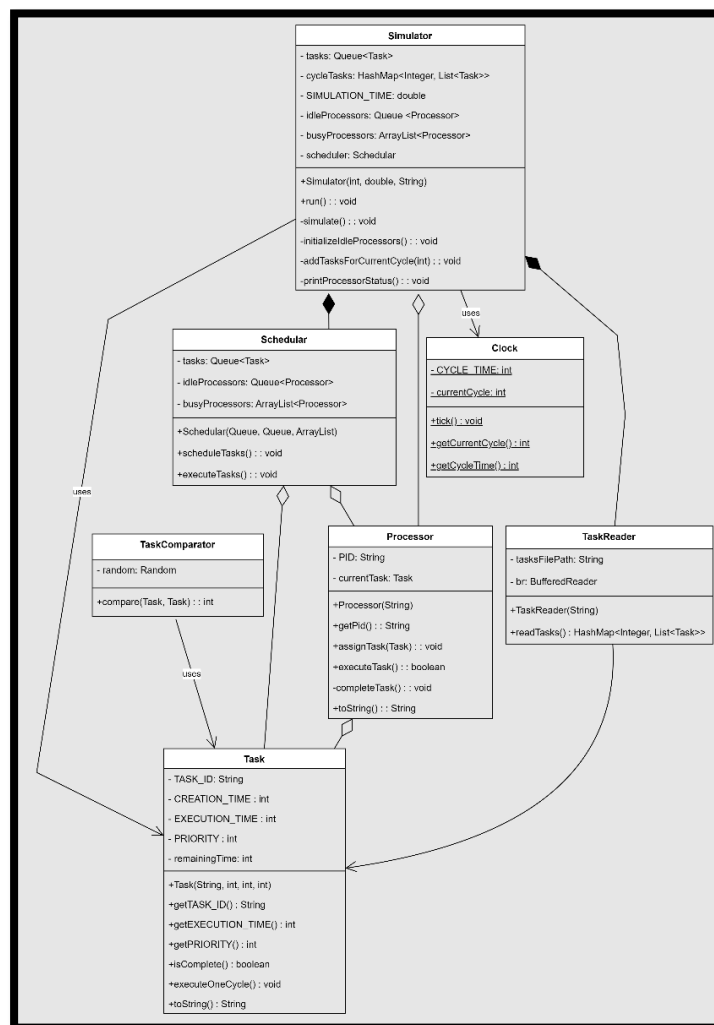 Simulator
- tasks: Queue<Task>
- cycleTasks: HashMap<Integer, List<Task>>
- SIMULATION_TIME: double
- idleProcessors: Queue <Processor>
- busyProcessors: ArrayList<Processor>
- scheduler: Schedular
+Simulator(int, double, String)
+run() : : void
-simulate() : : void
-initializeIdleProcessors() : : void
-addTasksForCurrentCycle(int) : : void
-printProcessorStatus() : : void
uses
Schedular
- tasks: Queue<Task>
- idleProcessors: Queue<Processor>
- busyProcessors: ArrayList<Processor>
+Schedular(Queue, Queue, ArrayList)
+scheduleTasks() : : void
+executeTasks() : : void
Clock
- CYCLE_TIME: int
- currentCycle: int
+tick() : void
+getCurrentCycle() : int
+getCycleTime() : int
uses
TaskComparator
- random: Random
+compare(Task, Task) : : int
Processor
- PID: String
- currentTask: Task
+Processor(String)
+getPid() : : String
+assignTask(Task) : : void
+executeTask() : boolean
-completeTask() : : void
+toString() : : String
TaskReader
- tasksFilePath: String
- br: BufferedReader
+TaskReader(String)
+readTasks() : HashMap<Integer, List<Task>>
uses
Task
- TASK_ID: String
- CREATION_TIME : int
- EXECUTION_TIME : int
- PRIORITY : int
- remainingTime: int
+Task(String, int, int, int)
+getTASK_ID() : String
+getEXECUTION_TIME() : int
+getPRIORITY() : int
+isComplete() : boolean
+executeOneCycle() : void
+toString() : String